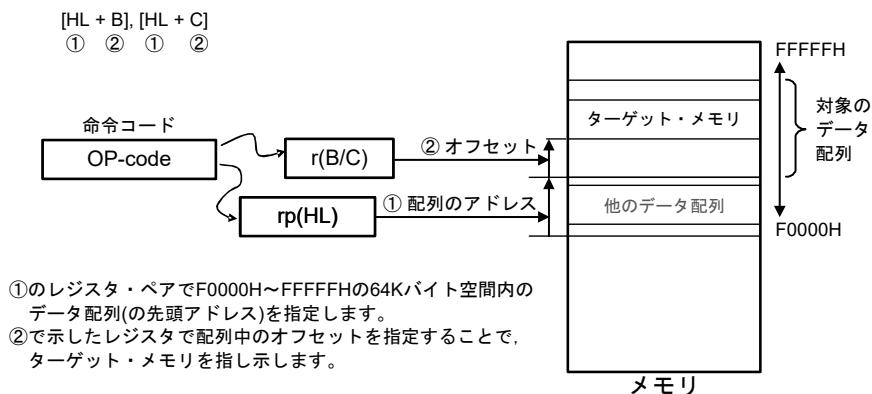 [HL + B], [HL + C]
① ② ① ②
FFFFFH
対象の
データ
配列
ターゲット・メモリ
命令コード
OP-code
r(B/C)
② オフセット
rp(HL)
① 配列のアドレス
他のデータ配列
F0000H
①のレジスタ・ペアでF0000H～FFFFFHの64Kバイト空間内の
データ配列(の先頭アドレス)を指定します。
②で示したレジスタで配列中のオフセットを指定することで,
ターゲット・メモリを指し示します。
メモリ